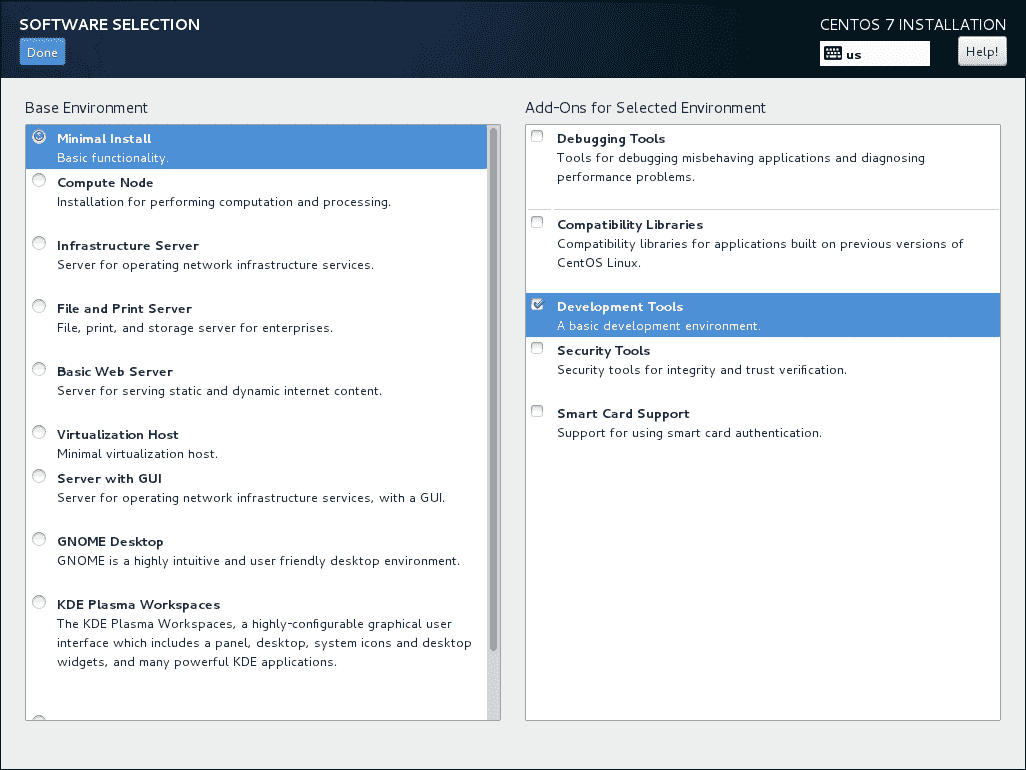 SOFTWARE SELECTION
Done
CENTOS 7 INSTALLATION
us
Help!
Base Environment
Minimal Install
Basic functionality.
Compute Node
Installation for performing computation and processing.
Infrastructure Server
Server for operating network infrastructure services.
File and Print Server
File, print, and storage server for enterprises.
Basic Web Server
Server for serving static and dynamic internet content.
Virtualization Host
Minimal virtualization host.
Server with GUI
Server for operating network infrastructure services, with a GUI.
GNOME Desktop
GNOME is a highly intuitive and user friendly desktop environment.
KDE Plasma Workspaces
The KDE Plasma Workspaces, a highly-configurable graphical user
interface which includes a panel, desktop, system icons and desktop
widgets, and many powerful KDE applications.
Add-Ons for Selected Environment
Debugging Tools
Tools for debugging misbehaving applications and diagnosing
performance problems.
Compatibility Libraries
Compatibility libraries for applications built on previous versions of
CentOS Linux.
Development Tools
A basic development environment.
Security Tools
Security tools for integrity and trust verification.
Smart Card Support
Support for using smart card authentication.